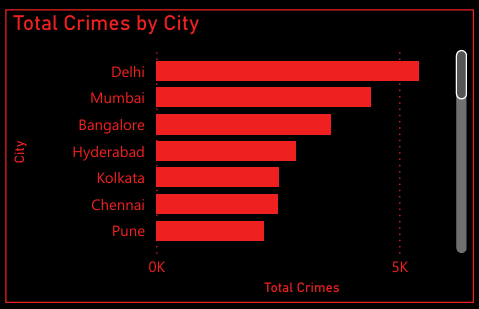 Total Crimes by City
City
Delhi
Mumbai
Bangalore
Hyderabad
Kolkata
Chennai
Pune
0K 5K
Total Crimes